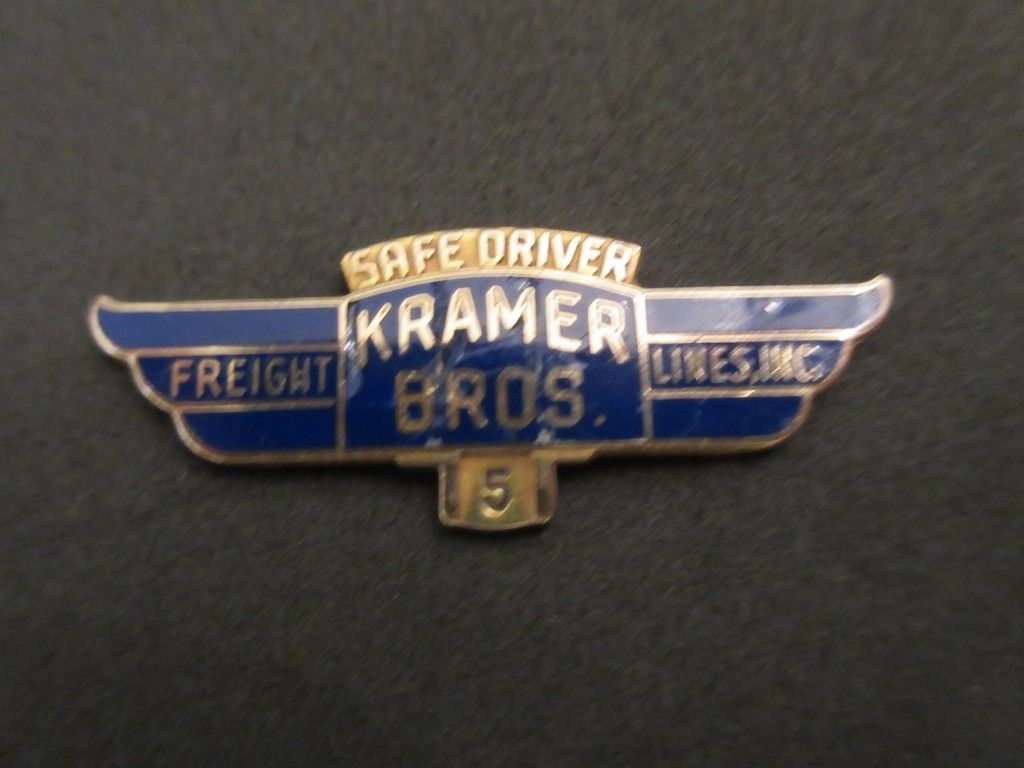 SAFE DRIVER
KRAMER
BROS.
FREIGHT LINES, INC.
5